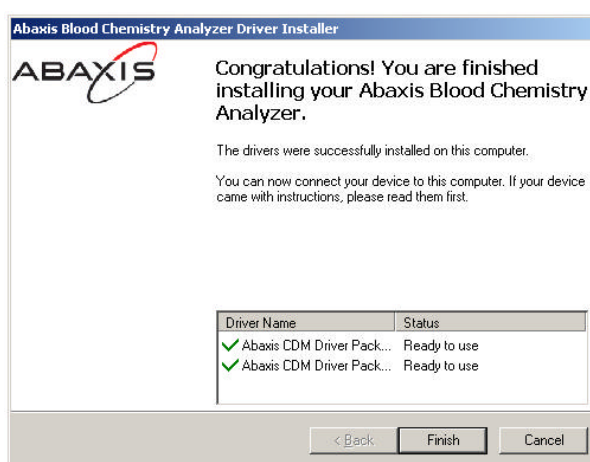 Abaxis Blood Chemistry Analyzer Driver Installer
ABAXIS
Congratulations! You are finished
installing your Abaxis Blood Chemistry
Analyzer.
The drivers were successfully installed on this computer.
You can now connect your device to this computer. If your device
came with instructions, please read them first.
Driver Name Status
Abaxis CDM Driver Pack... Ready to use
Abaxis CDM Driver Pack... Ready to use
< Back Finish Cancel